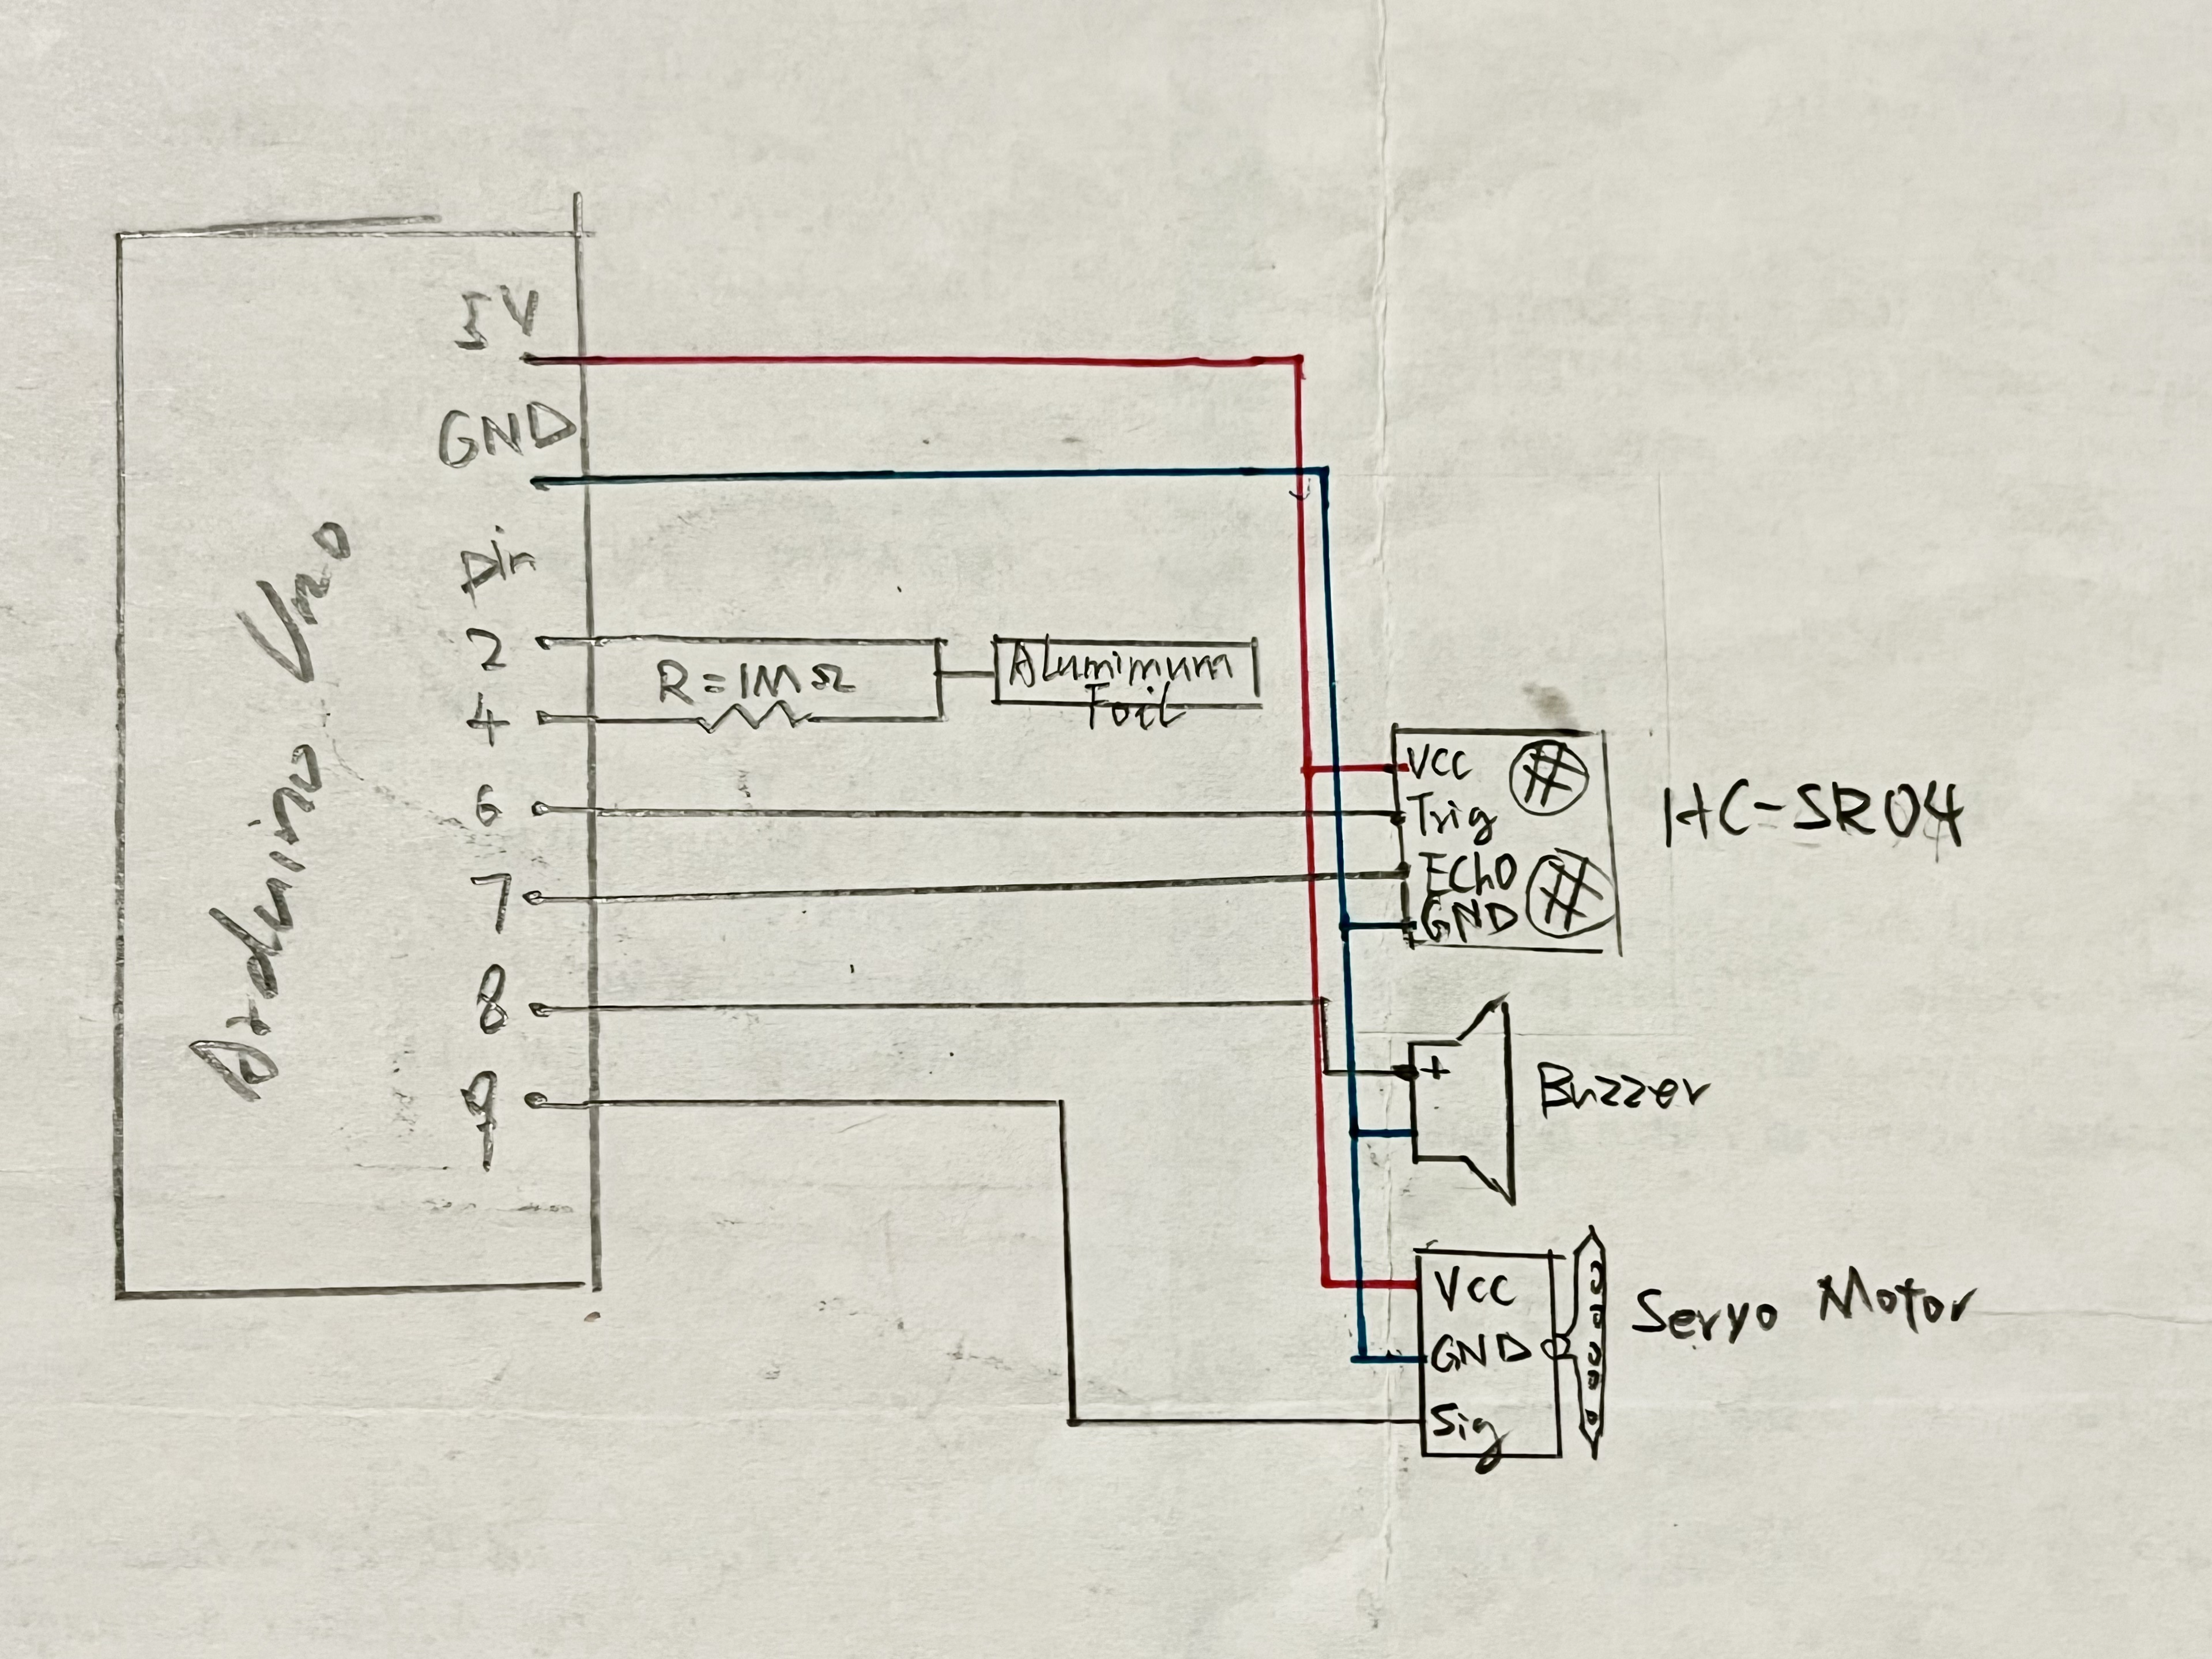 Arduino Uno
5V
GND
Pin
2
4
6
7
8
9
R=1MΩ
ALumimum
Foil
VCC
Trig
Echo
GND
HC-SR04
+
Buzzer
Vcc
GND
Sig
Servo Motor